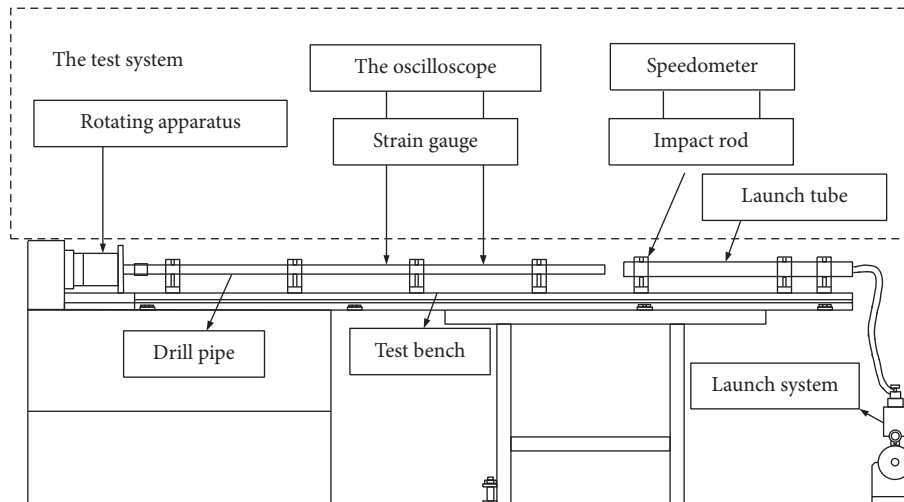 The test system
The oscilloscope
Speedometer
Rotating apparatus
Strain gauge
Impact rod
Launch tube
Drill pipe
Test bench
Launch system